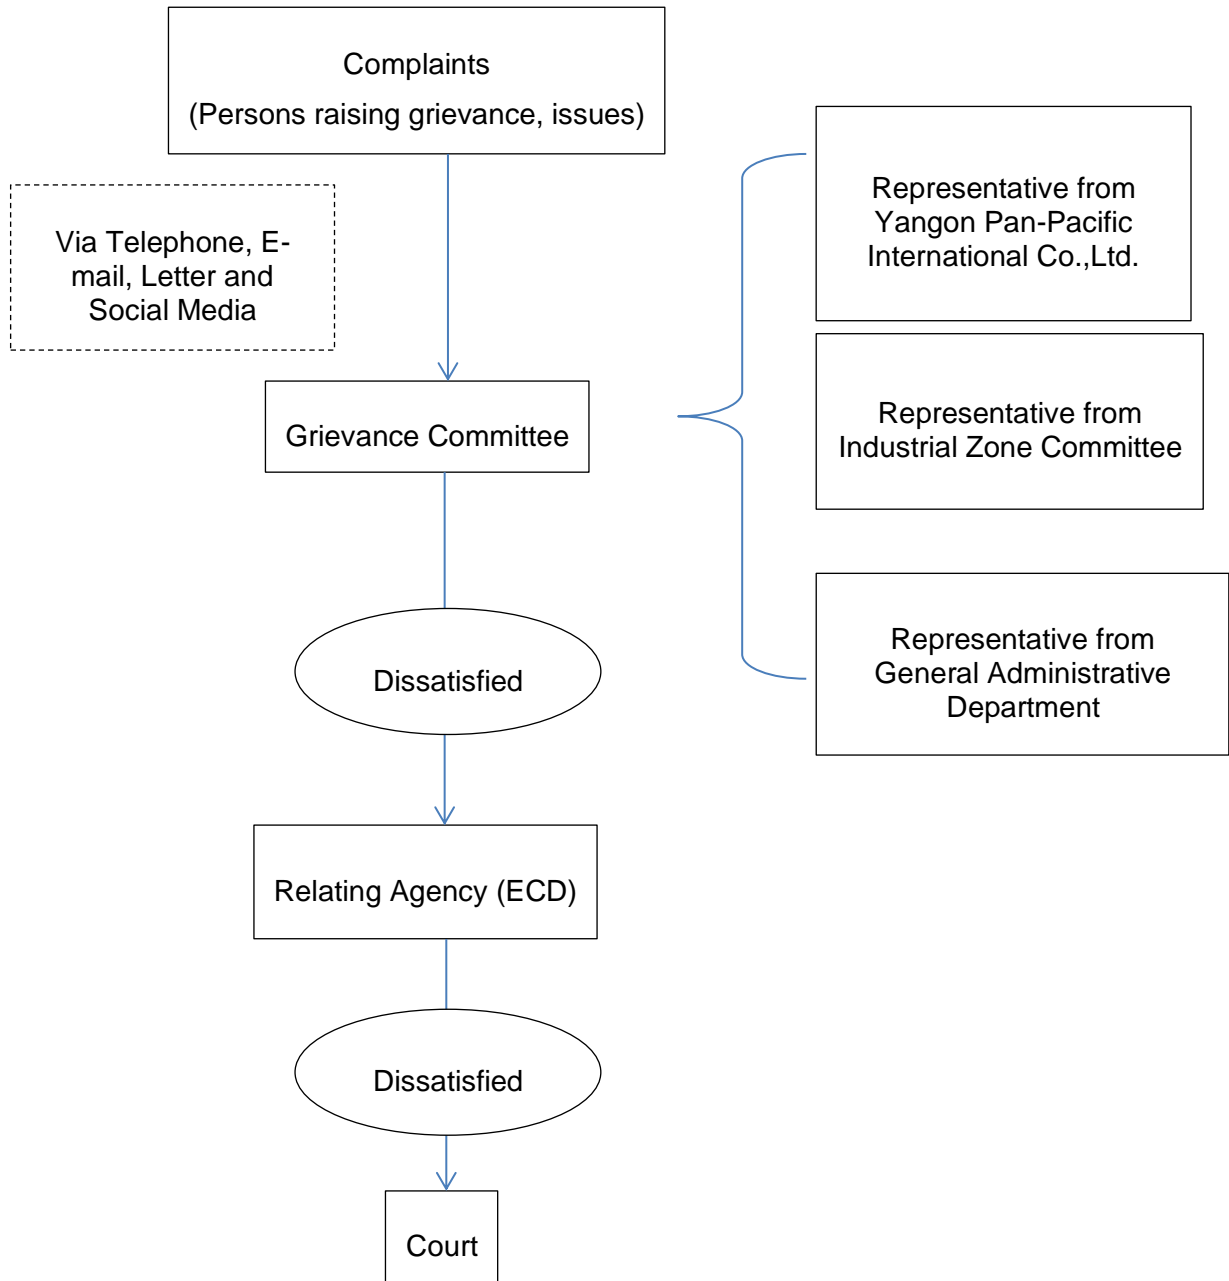 Complaints
(Persons raising grievance, issues)
Via Telephone, E-
mail, Letter and
Social Media
Grievance Committee
Representative from
Yangon Pan-Pacific
International Co.,Ltd.
Representative from
Industrial Zone Committee
Representative from
General Administrative
Department
Dissatisfied
Relating Agency (ECD)
Dissatisfied
Court